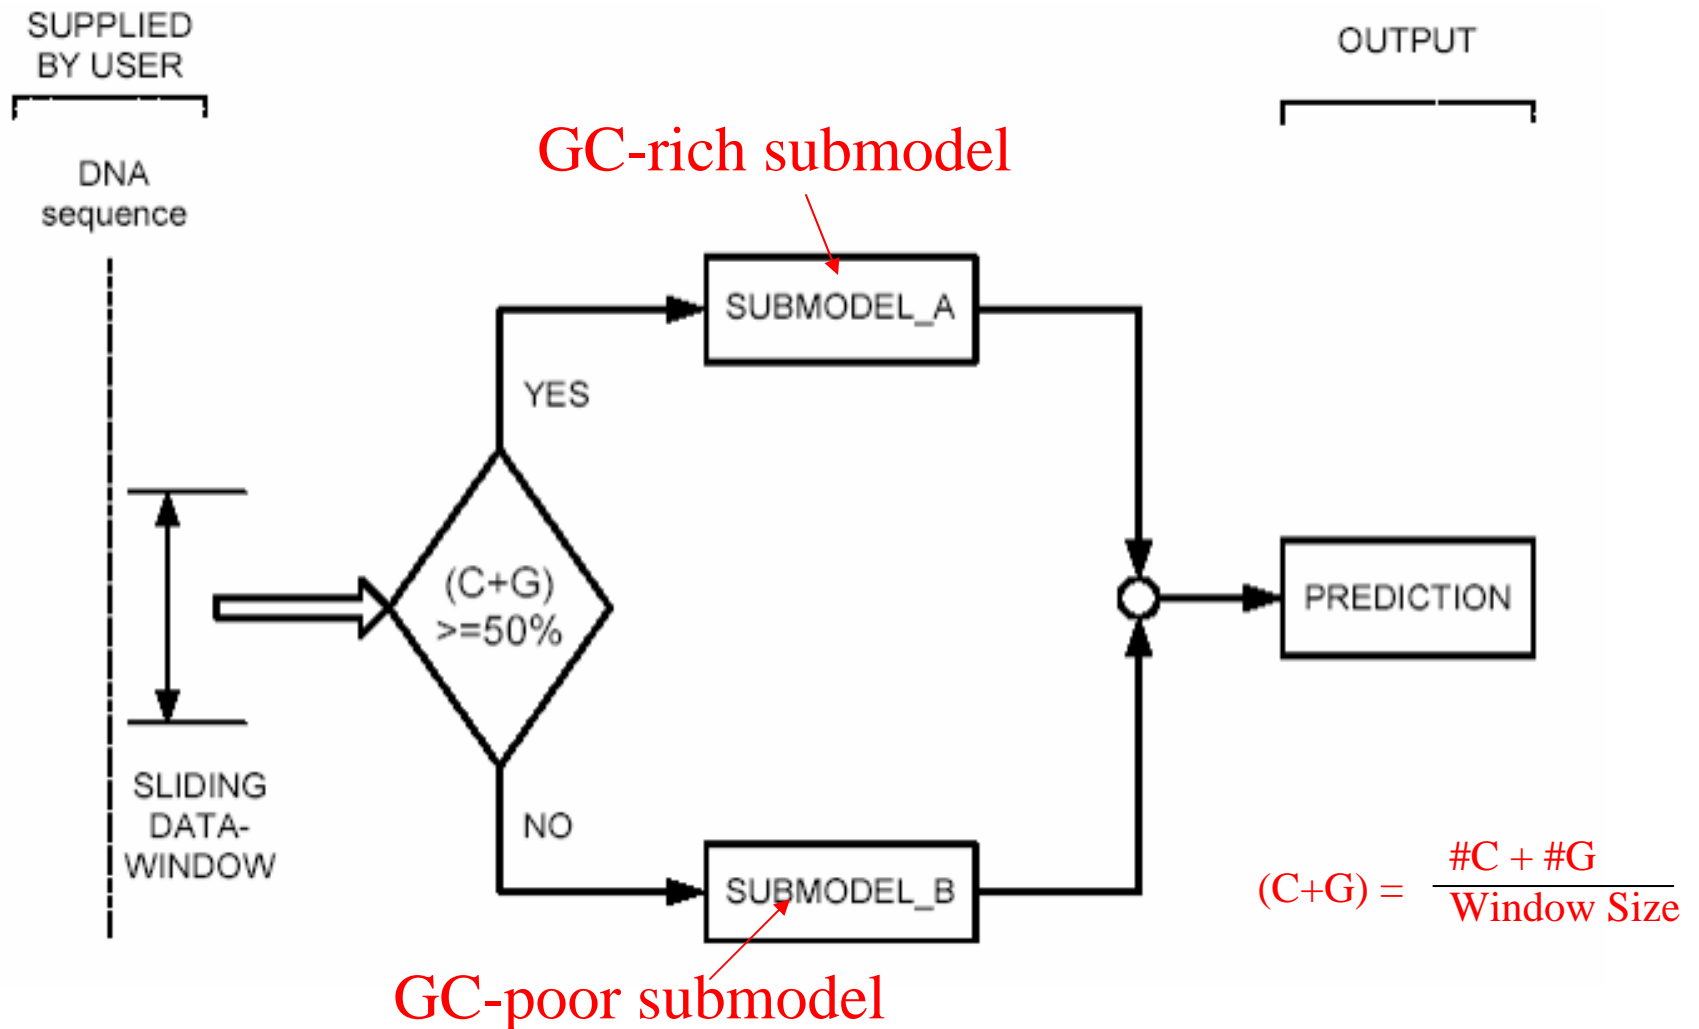 SUPPLIED
BY USER
OUTPUT
GC-rich submodel
DNA
sequence
SUBMODEL_A
YES
(C+G)
>=50%
PREDICTION
SLIDING
DATA-
WINDOW
NO
SUBMODEL_B
#C + #G
(C+G) =
Window Size
GC-poor submodel